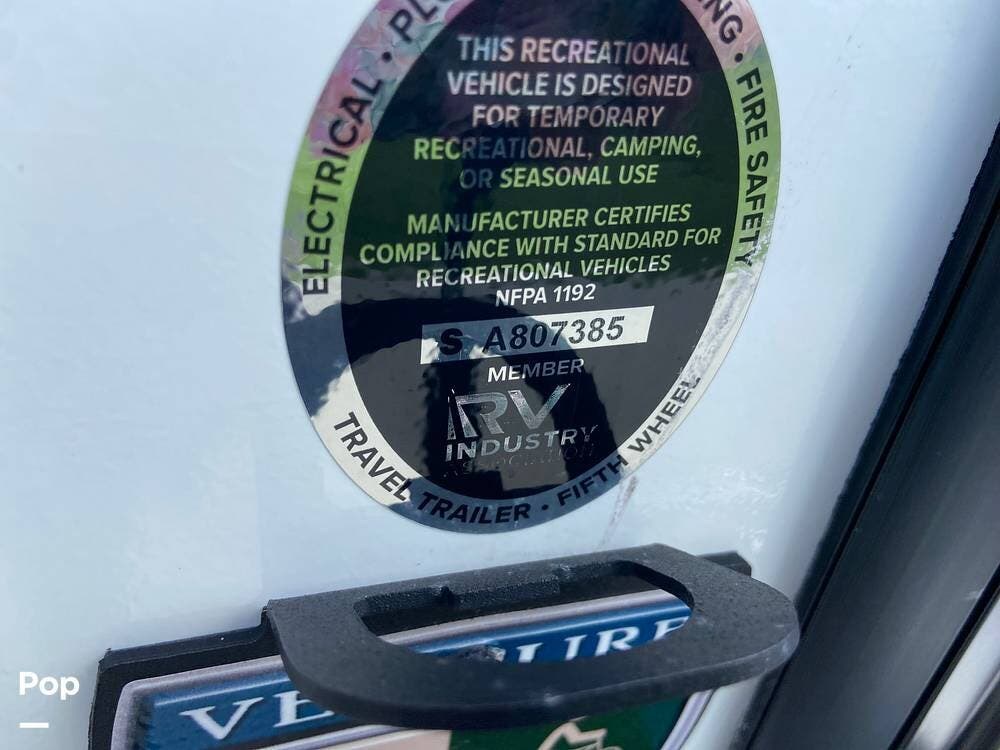 ELECTRICAL •
• FIRE SAFETY
THIS RECREATIONAL
VEHICLE IS DESIGNED
FOR TEMPORARY
RECREATIONAL, CAMPING,
OR SEASONAL USE
MANUFACTURER CERTIFIES
COMPLIANCE WITH STANDARD FOR
RECREATIONAL VEHICLES
NFPA 1192
S A807385
MEMBER
RV
INDUSTRY
ASSOCIATION
TRAVEL TRAILER • FIFTH WHEEL
Pop